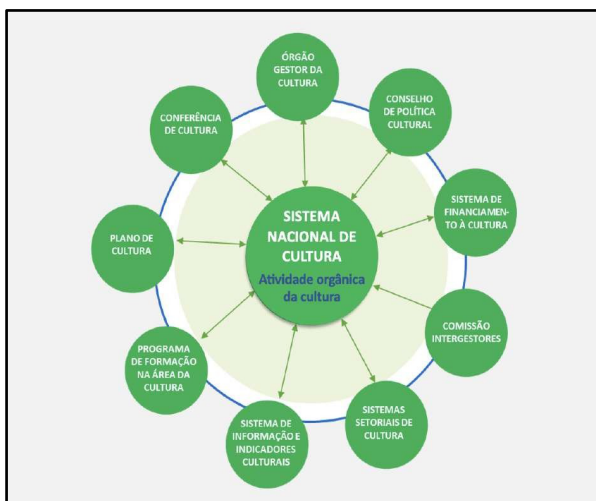 ÓRGÃO
GESTOR DA
CULTURA
CONSELHO
DE POLÍTICA
CULTURAL
SISTEMA DE
FINANCIAMEN-
TO À CULTURA
COMISSÃO
INTERGESTORES
SISTEMAS
SETORIAIS DE
CULTURA
SISTEMA DE
INFORMAÇÃO E
INDICADORES
CULTURAIS
PROGRAMA
DE FORMAÇÃO
NA ÁREA DA
CULTURA
PLANO DE
CULTURA
CONFERÊNCIA
DE CULTURA
SISTEMA
NACIONAL DE
CULTURA
Atividade orgânica
da cultura